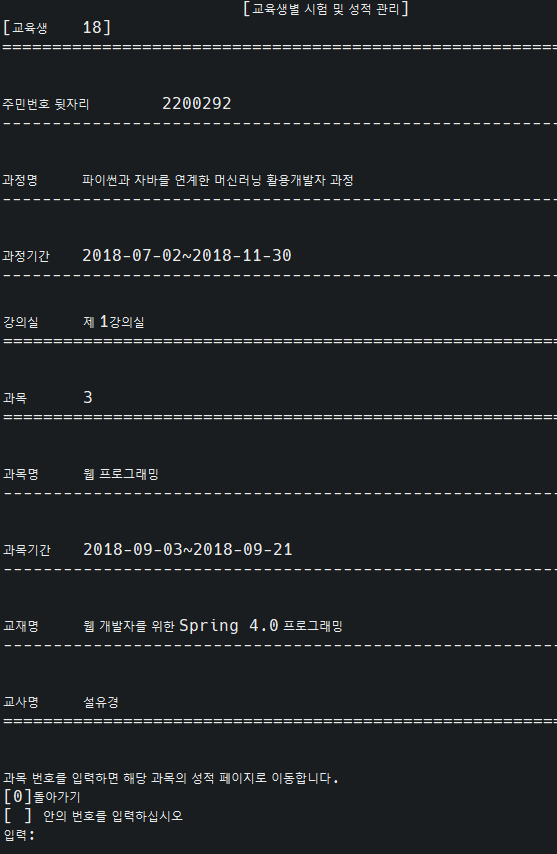 [교육생별 시험 및 성적 관리]
[교육생 18]
==================================================
주민번호 뒷자리 2200292
--------------------------------------------------
과정명 파이썬과 자바를 연계한 머신러닝 활용개발자 과정
--------------------------------------------------
과정기간 2018-07-02~2018-11-30
--------------------------------------------------
강의실 제 1강의실
==================================================
과목 3
==================================================
과목명 웹 프로그래밍
--------------------------------------------------
과목기간 2018-09-03~2018-09-21
--------------------------------------------------
교재명 웹 개발자를 위한 Spring 4.0 프로그래밍
--------------------------------------------------
교사명 설유경
==================================================
과목 번호를 입력하면 해당 과목의 성적 페이지로 이동합니다.
[0]돌아가기
[ ] 안의 번호를 입력하십시오
입력: